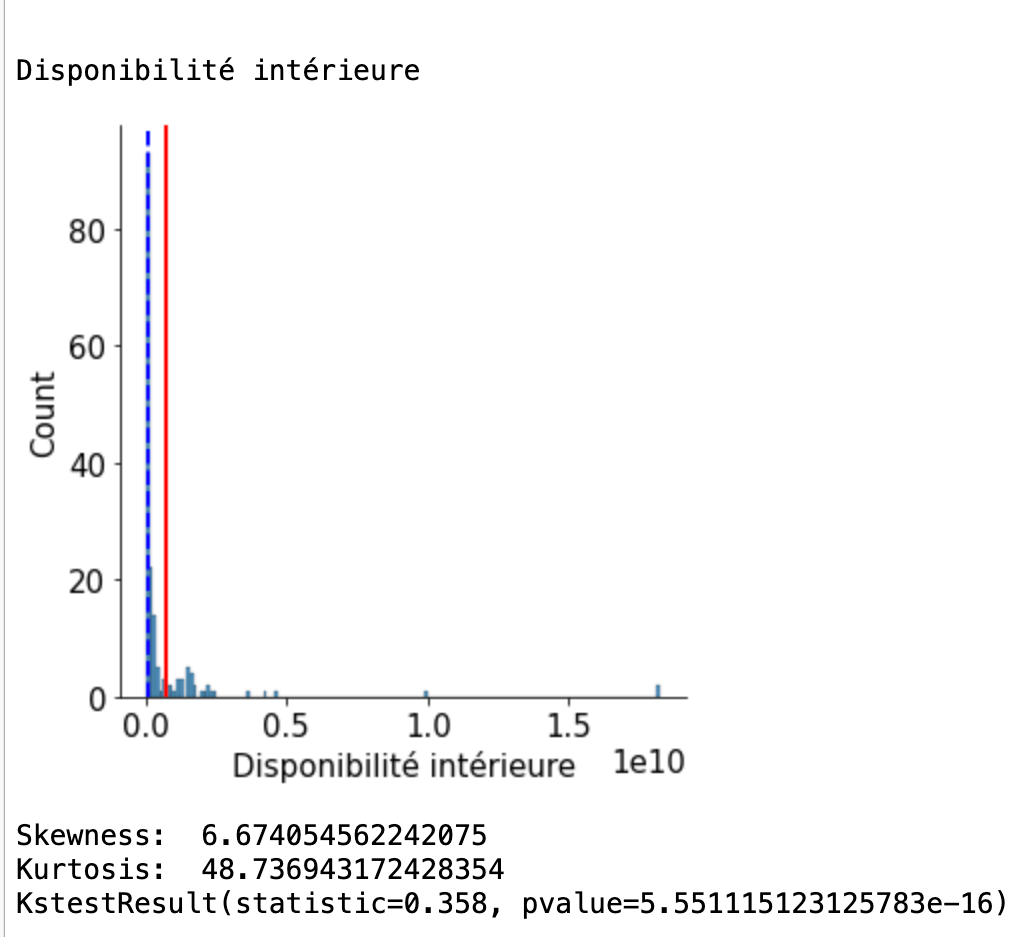 Disponibilité intérieure
80
60
40
20
0
Count
0.0 0.5 1.0 1.5
Disponibilité intérieure 1e10
Skewness:  6.674054562242075
Kurtosis:  48.736943172428354
KstestResult(statistic=0.358, pvalue=5.551115123125783e-16)